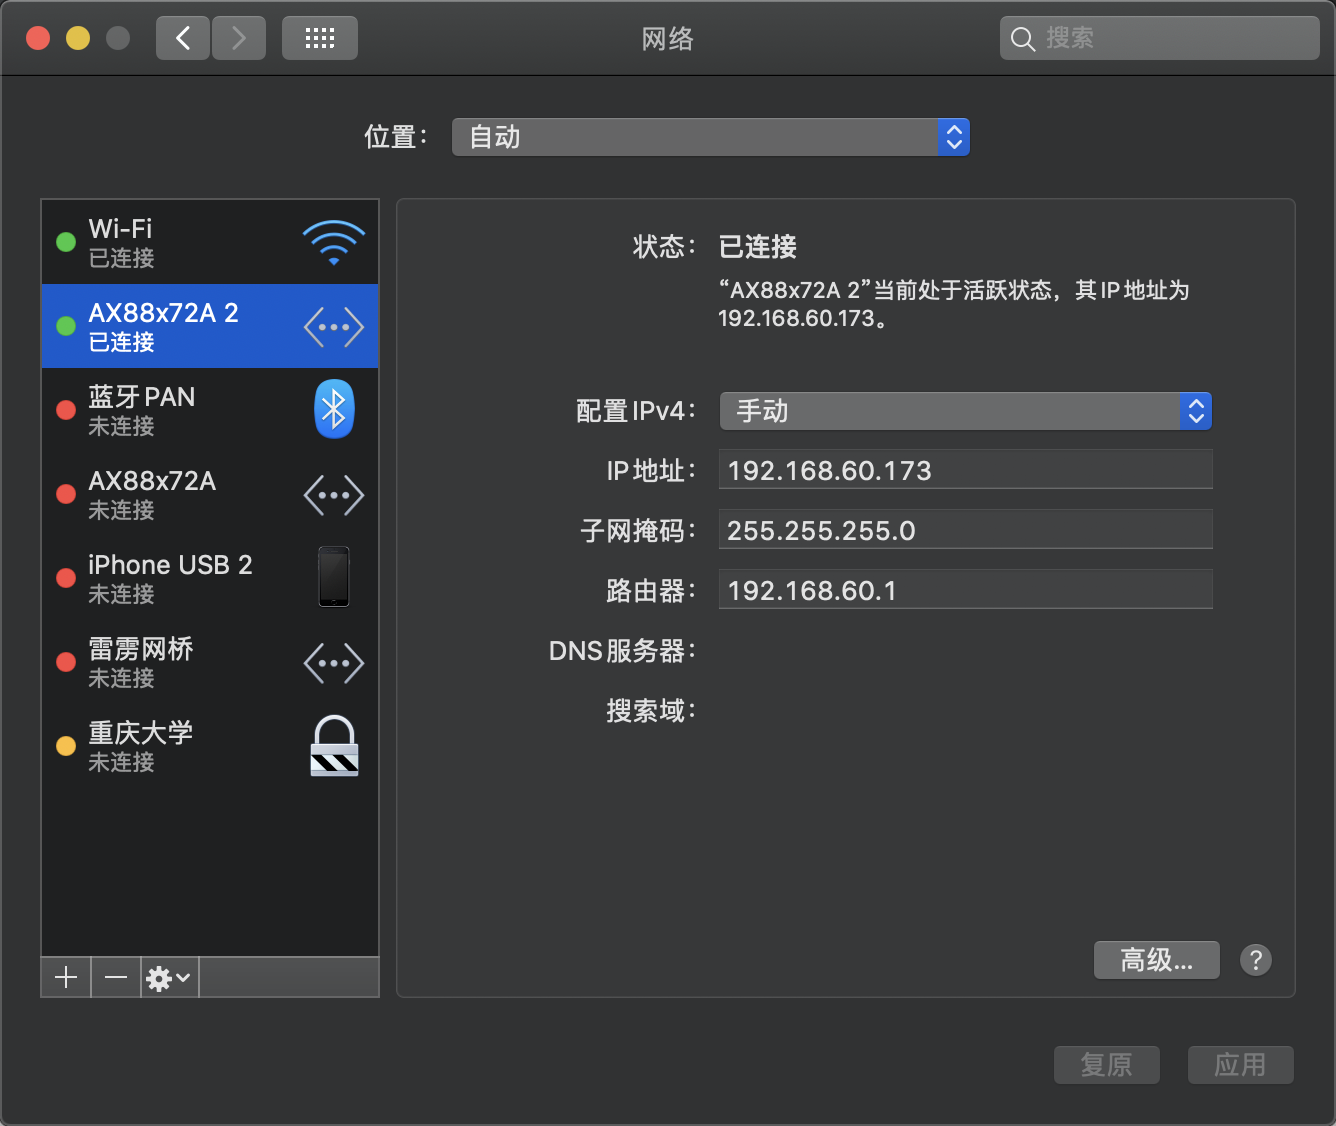 网络
搜索
位置：
自动
Wi-Fi
已连接
AX88x72A 2
已连接
蓝牙 PAN
未连接
AX88x72A
未连接
iPhone USB 2
未连接
雷雳网桥
未连接
重庆大学
未连接
状态：
已连接
“AX88x72A 2”当前处于活跃状态，其 IP 地址为
192.168.60.173。
配置 IPv4：
手动
IP 地址：
192.168.60.173
子网掩码：
255.255.255.0
路由器：
192.168.60.1
DNS 服务器：
搜索域：
高级...
?
复原
应用